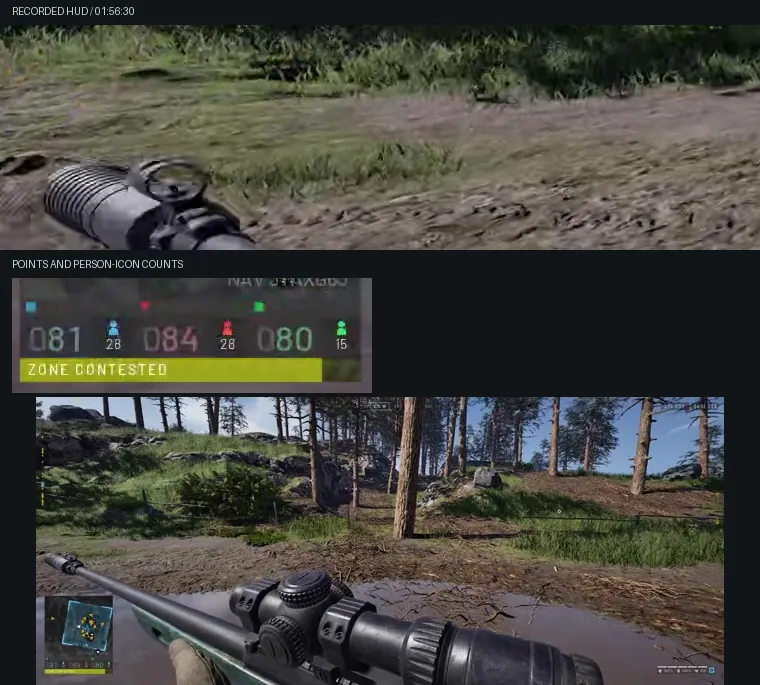 RECORDED HUD / 01:56:30
POINTS AND PERSON-ICON COUNTS
081 28 084 28 080 15
ZONE CONTESTED